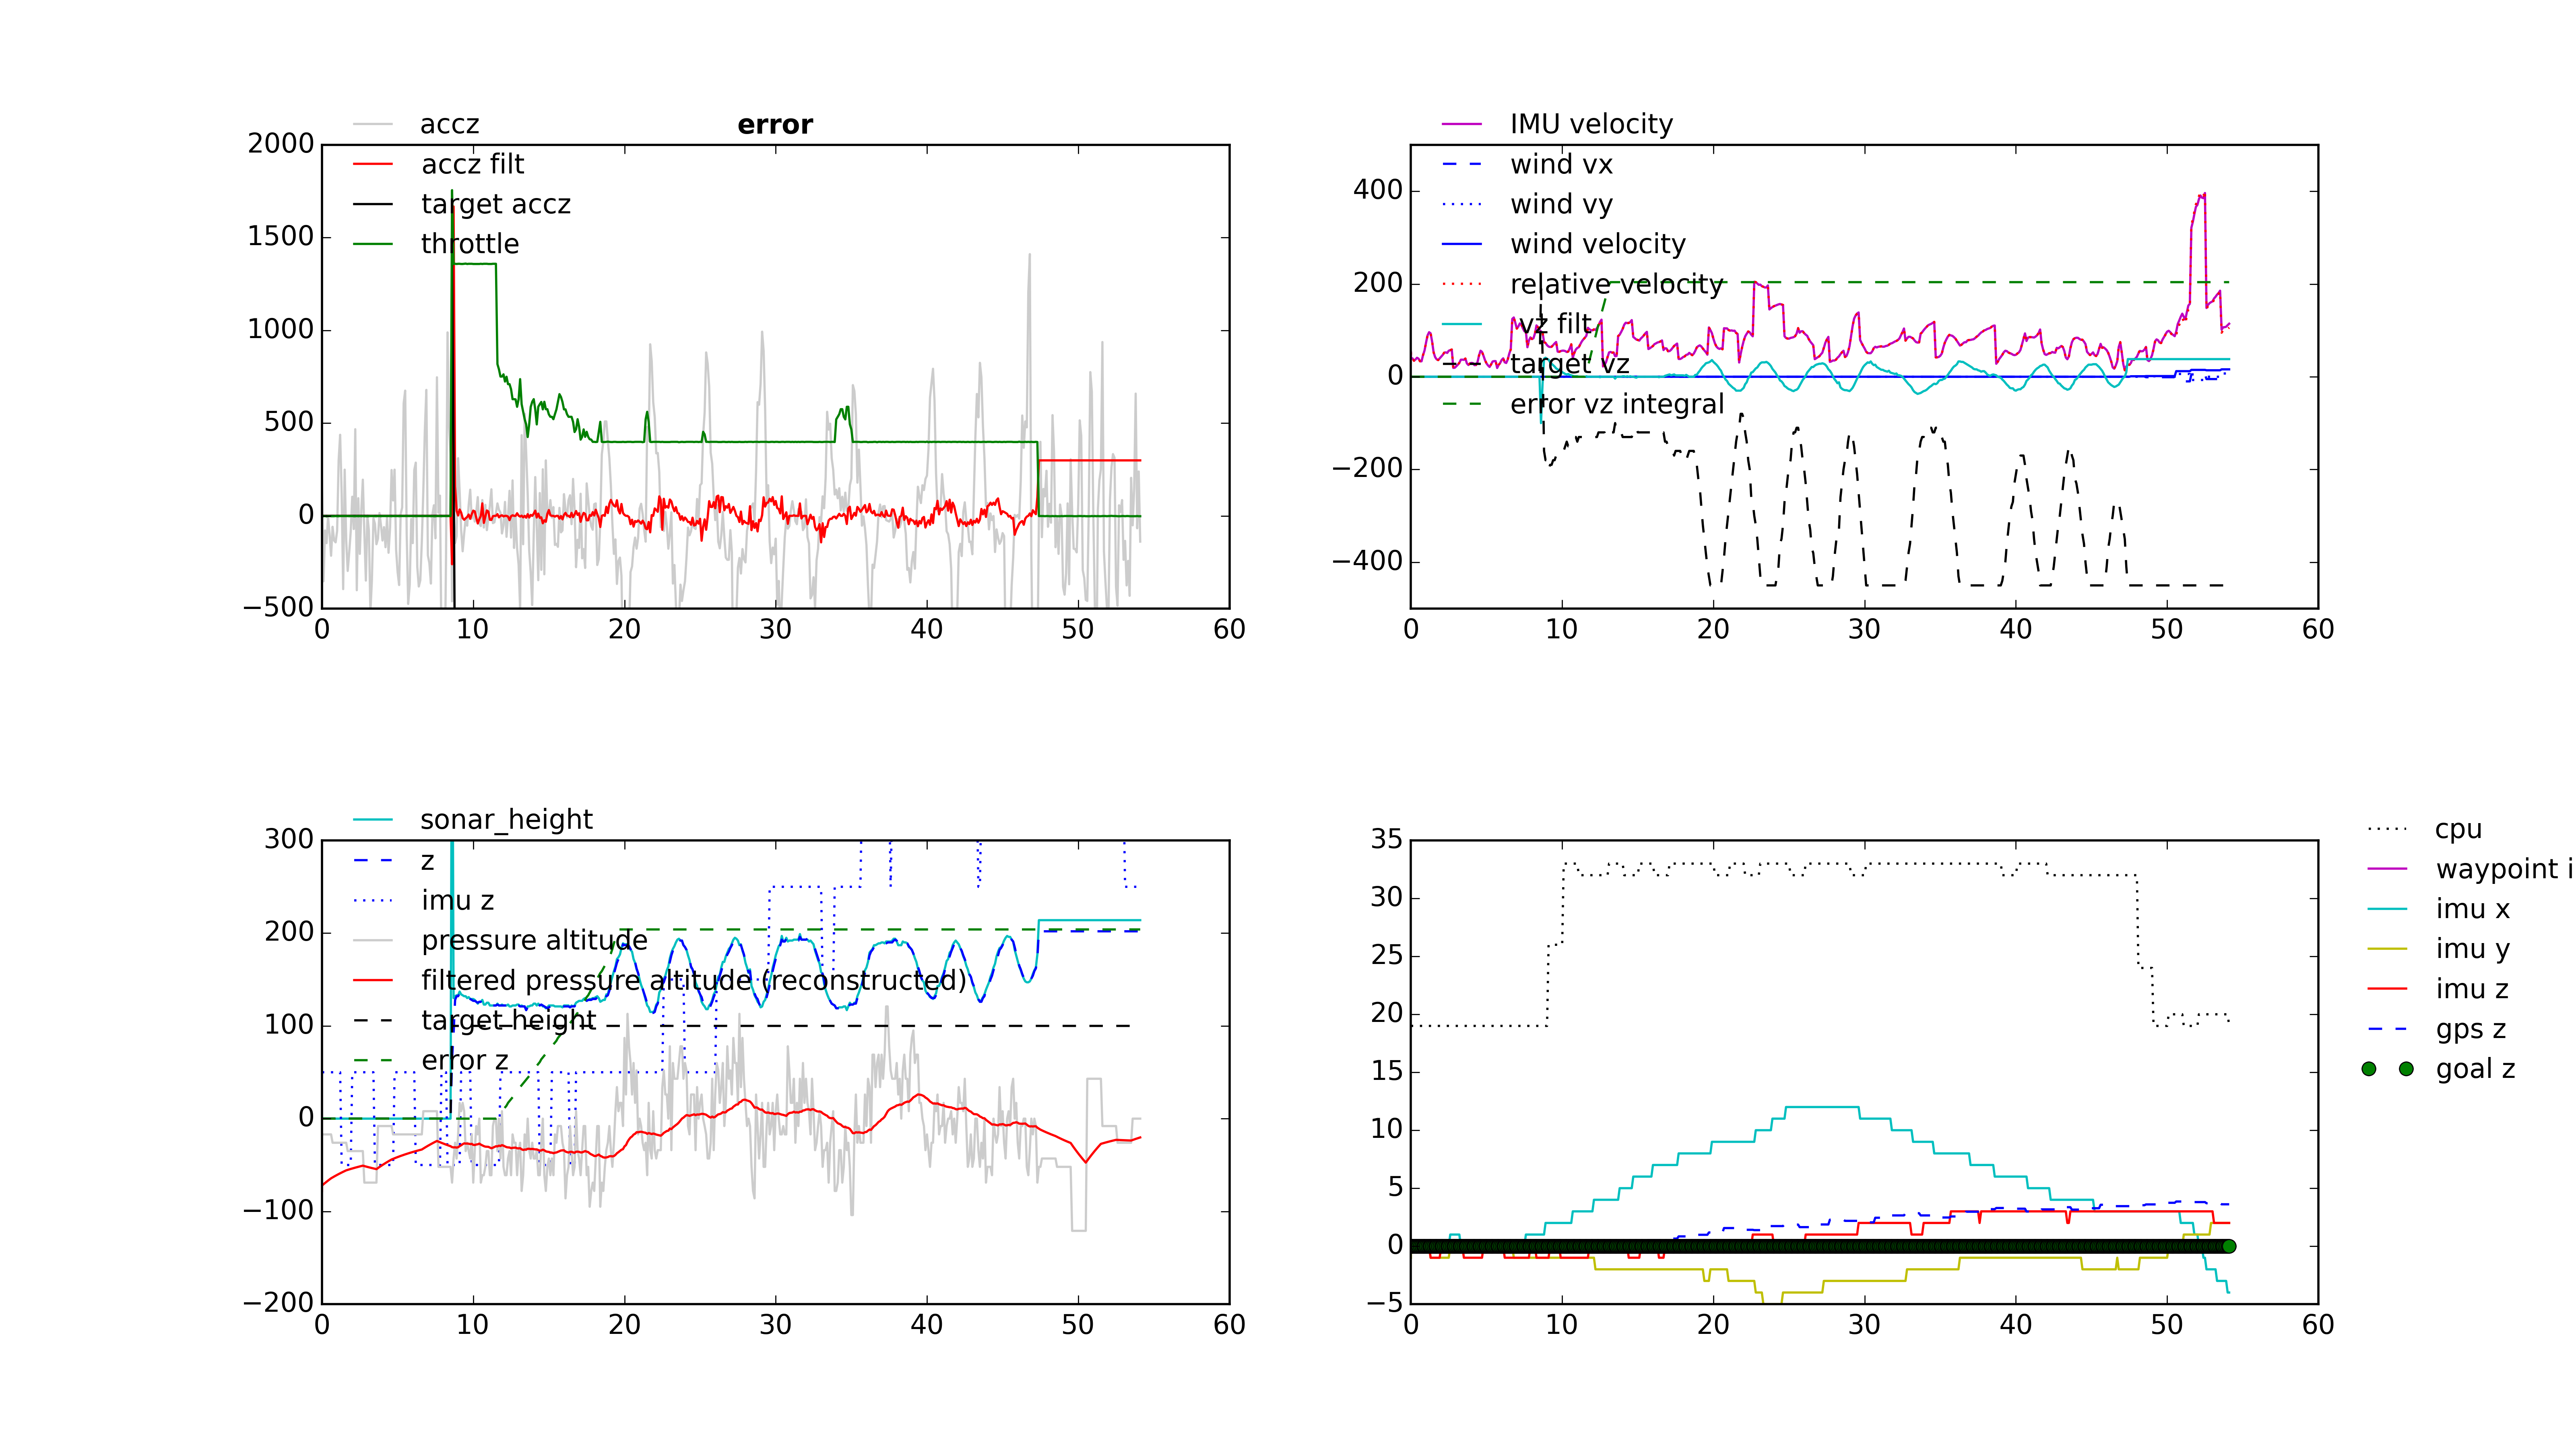 error
accz
accz filt
target accz
throttle
2000
1500
1000
500
0
−500
0 10 20 30 40 50 60
IMU velocity
wind vx
wind vy
wind velocity
relative velocity
vz filt
target vz
error vz integral
400
200
0
−200
−400
0 10 20 30 40 50 60
sonar_height
z
imu z
pressure altitude
filtered pressure altitude (reconstructed)
target height
error z
300
200
100
0
−100
−200
0 10 20 30 40 50 60
cpu
waypoint i
imu x
imu y
imu z
gps z
goal z
35
30
25
20
15
10
5
0
−5
0 10 20 30 40 50 60